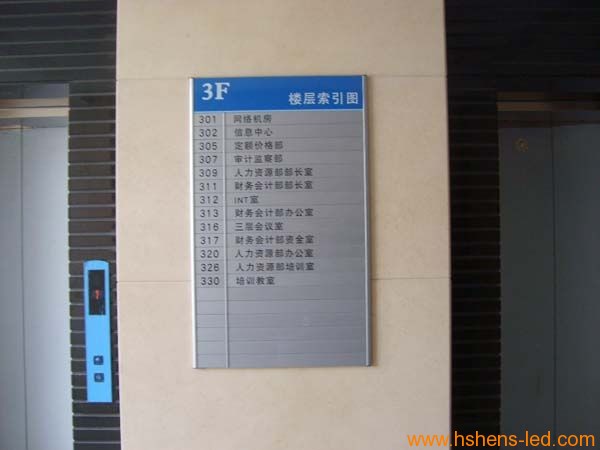 3F 楼层索引图
301 网络机房
302 信息中心
305 定额价格部
307 审计监察部
309 人力资源部部长室
311 财务会计部部长室
312 INT室
313 财务会计部办公室
316 三层会议室
317 财务会计部资金室
320 人力资源部办公室
326 人力资源部培训室
330 培训教室
www.hshens-led.com